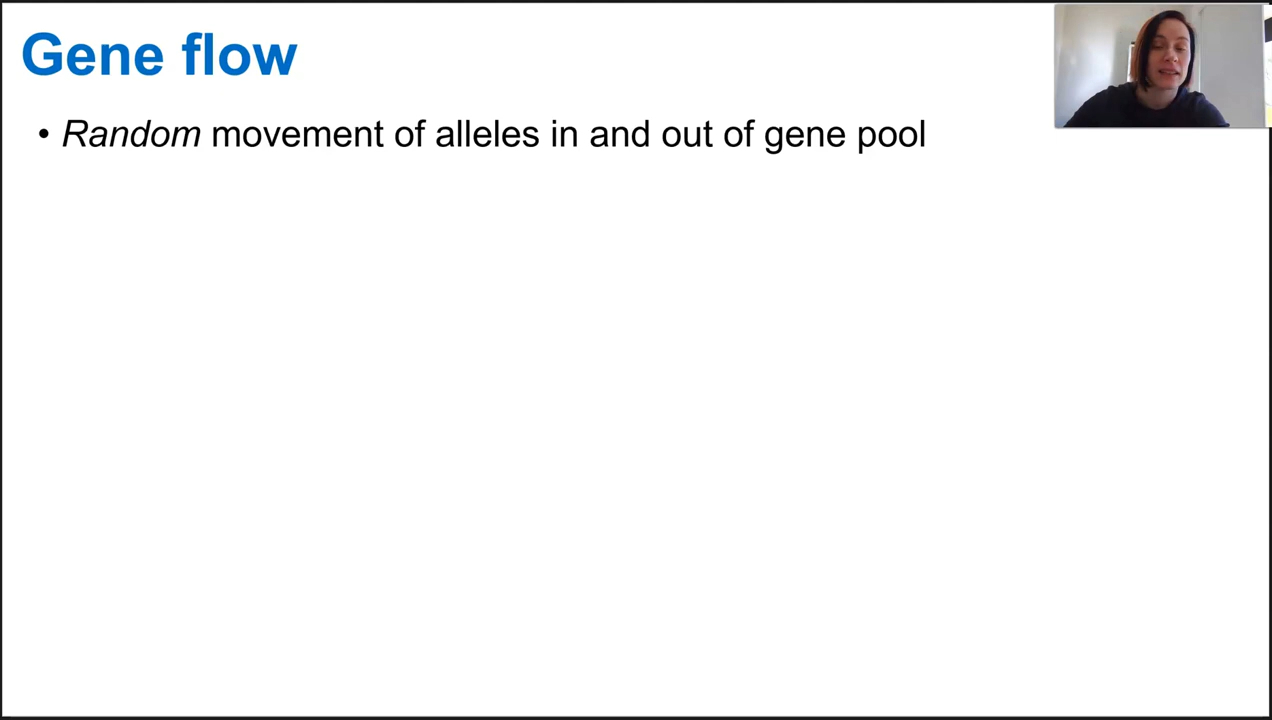 Gene flow
• Random movement of alleles in and out of gene pool